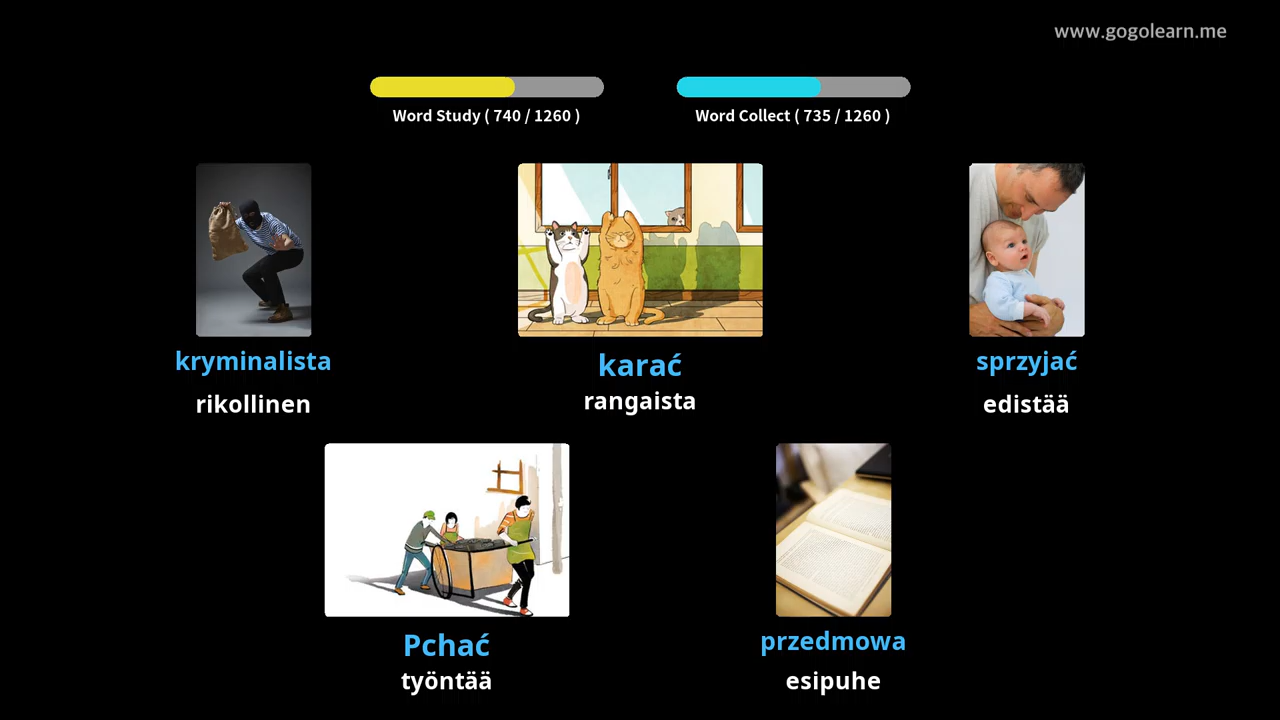 www.gogolearn.me
Word Study ( 740 / 1260 )
Word Collect ( 735 / 1260 )
kryminalista
rikollinen
karać
rangaista
sprzyjać
edistää
Pchać
työntää
przedmowa
esipuhe